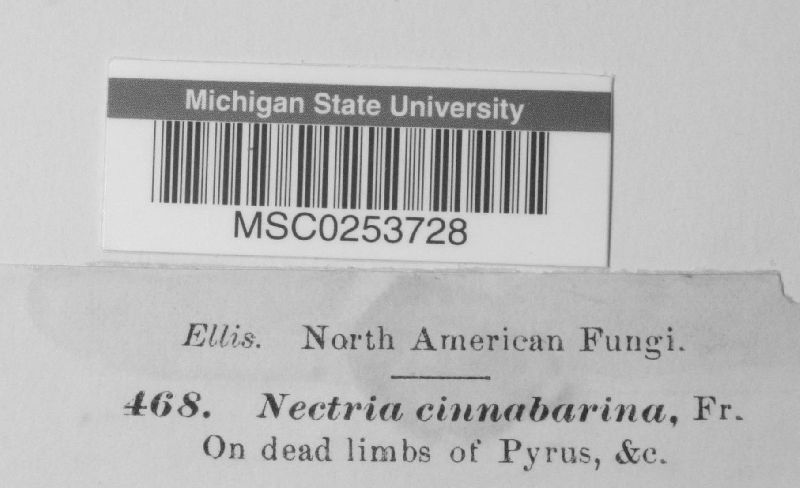 Michigan State University
MSC0253728
Ellis. North American Fungi.
468. Nectria cinnabarina, Fr.
On dead limbs of Pyrus, &c.